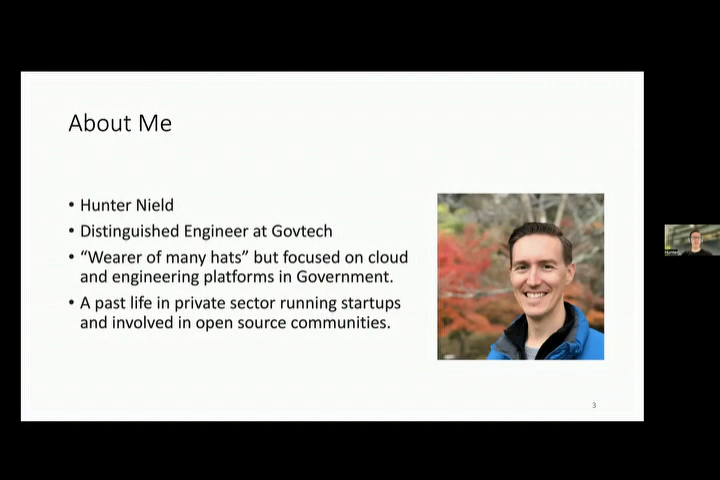 About Me
• Hunter Nield
• Distinguished Engineer at Govtech
• “Wearer of many hats” but focused on cloud
and engineering platforms in Government.
• A past life in private sector running startups
and involved in open source communities.
3
Hunter